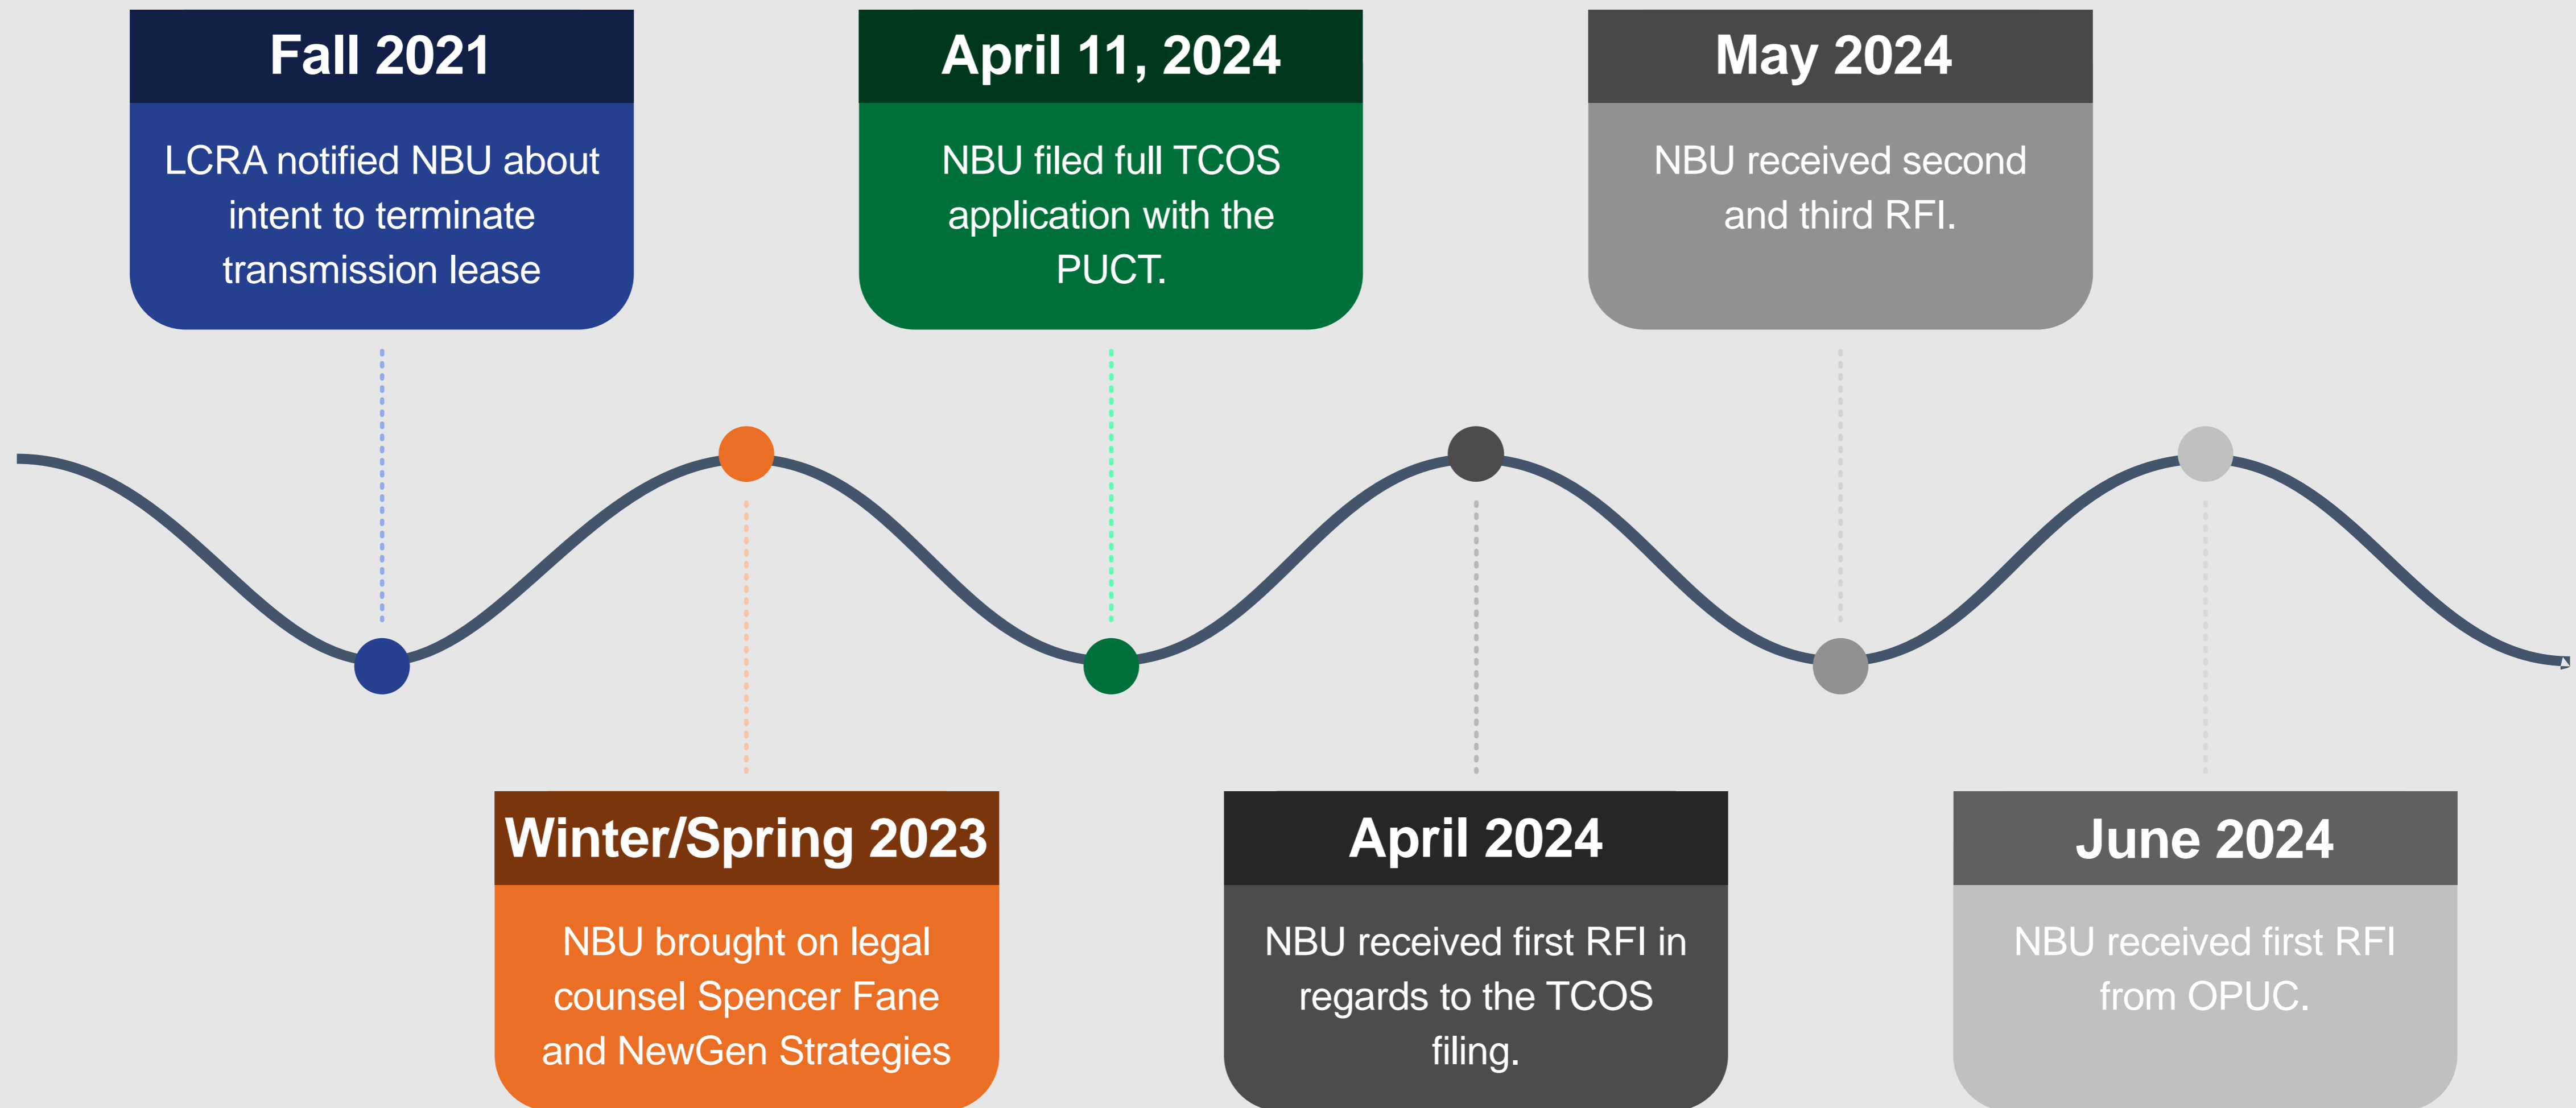 Fall 2021
LCRA notified NBU about
intent to terminate
transmission lease
April 11, 2024
NBU filed full TCOS
application with the
PUCT.
May 2024
NBU received second
and third RFI.
Winter/Spring 2023
NBU brought on legal
counsel Spencer Fane
and NewGen Strategies
April 2024
NBU received first RFI in
regards to the TCOS
filing.
June 2024
NBU received first RFI
from OPUC.